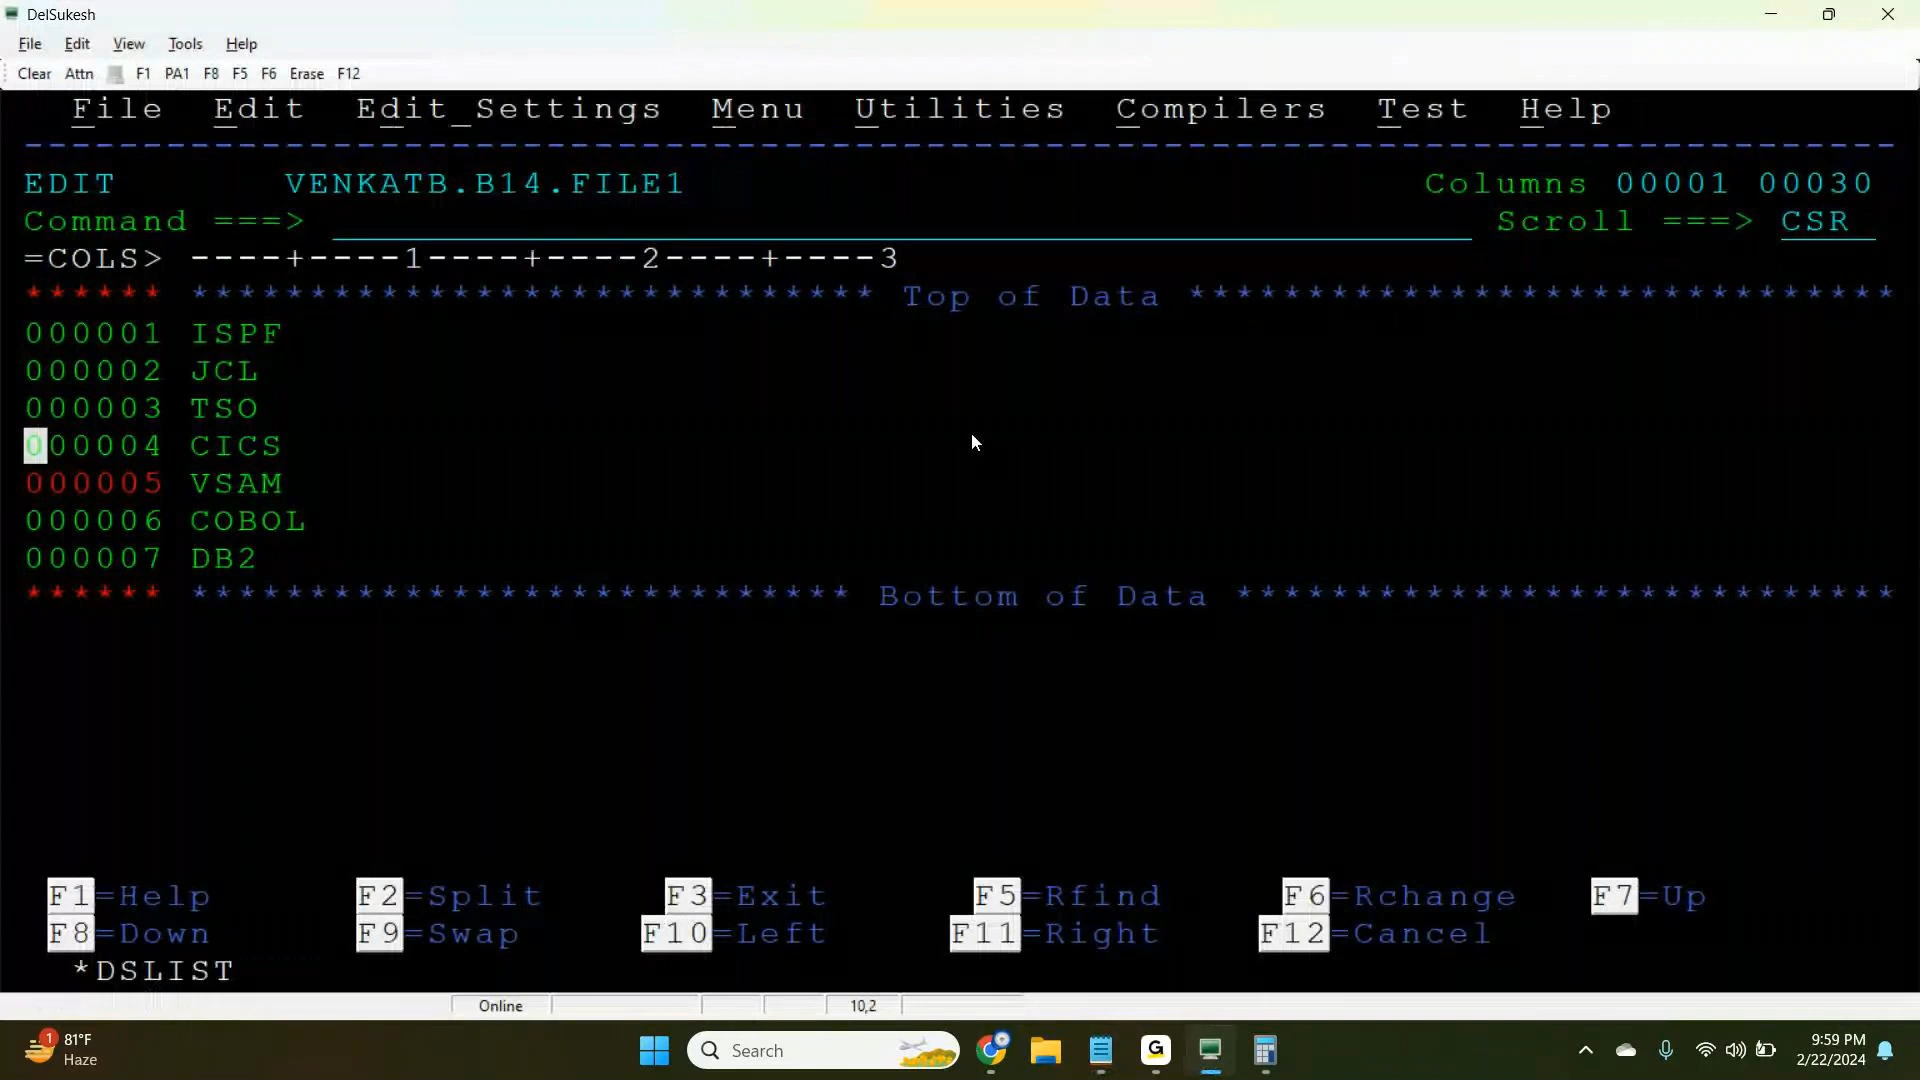 DelSukesh
File Edit View Tools Help
Clear Attn F1 PA1 F8 F5 F6 Erase F12
File Edit Edit_Settings Menu Utilities Compilers Test Help
-------------------------------------------------------------------------------
EDIT VENKATB.B14.FILE1 Columns 00001 00030
Command ===> Scroll ===> CSR
=COLS> ----+----1----+----2----+----3
****** ***************************** Top of Data ******************************
000001 ISPF
000002 JCL
000003 TSO
000004 CICS
000005 VSAM
000006 COBOL
000007 DB2
****** **************************** Bottom of Data ****************************
F1=Help F2=Split F3=Exit F5=Rfind F6=Rchange F7=Up
F8=Down F9=Swap F10=Left F11=Right F12=Cancel
*DSLIST
Online 10,2
1 81°F
Haze
Search
G
9:59 PM
2/22/2024